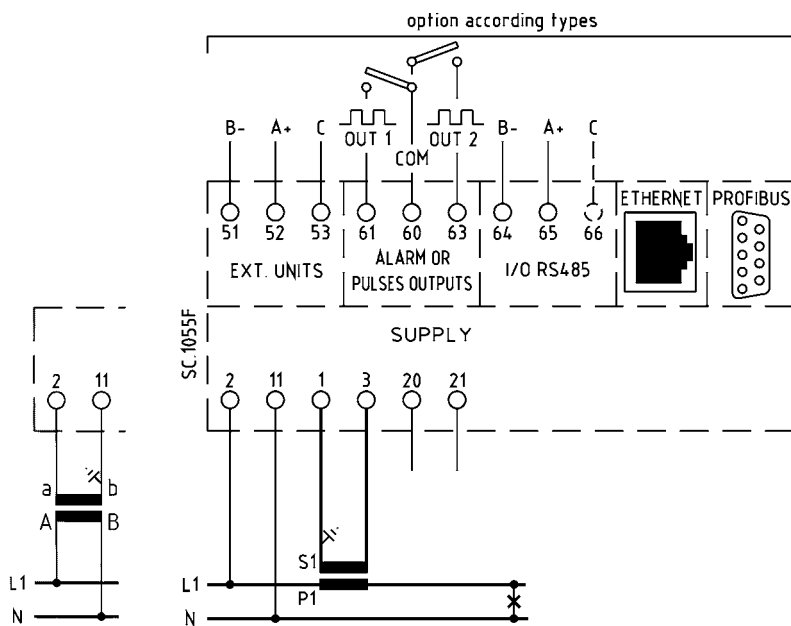 option according types
B- A+ C OUT 1 COM OUT 2 B- A+ C
ETHERNET PROFIBUS
51 52 53 61 60 63 64 65 66
EXT. UNITS
ALARM OR
PULSES OUTPUTS
I/O RS485
SC.1055F
SUPPLY
2 11
2 11 1 3 20 21
a b
A B
S1
P1
L1
N
L1
N